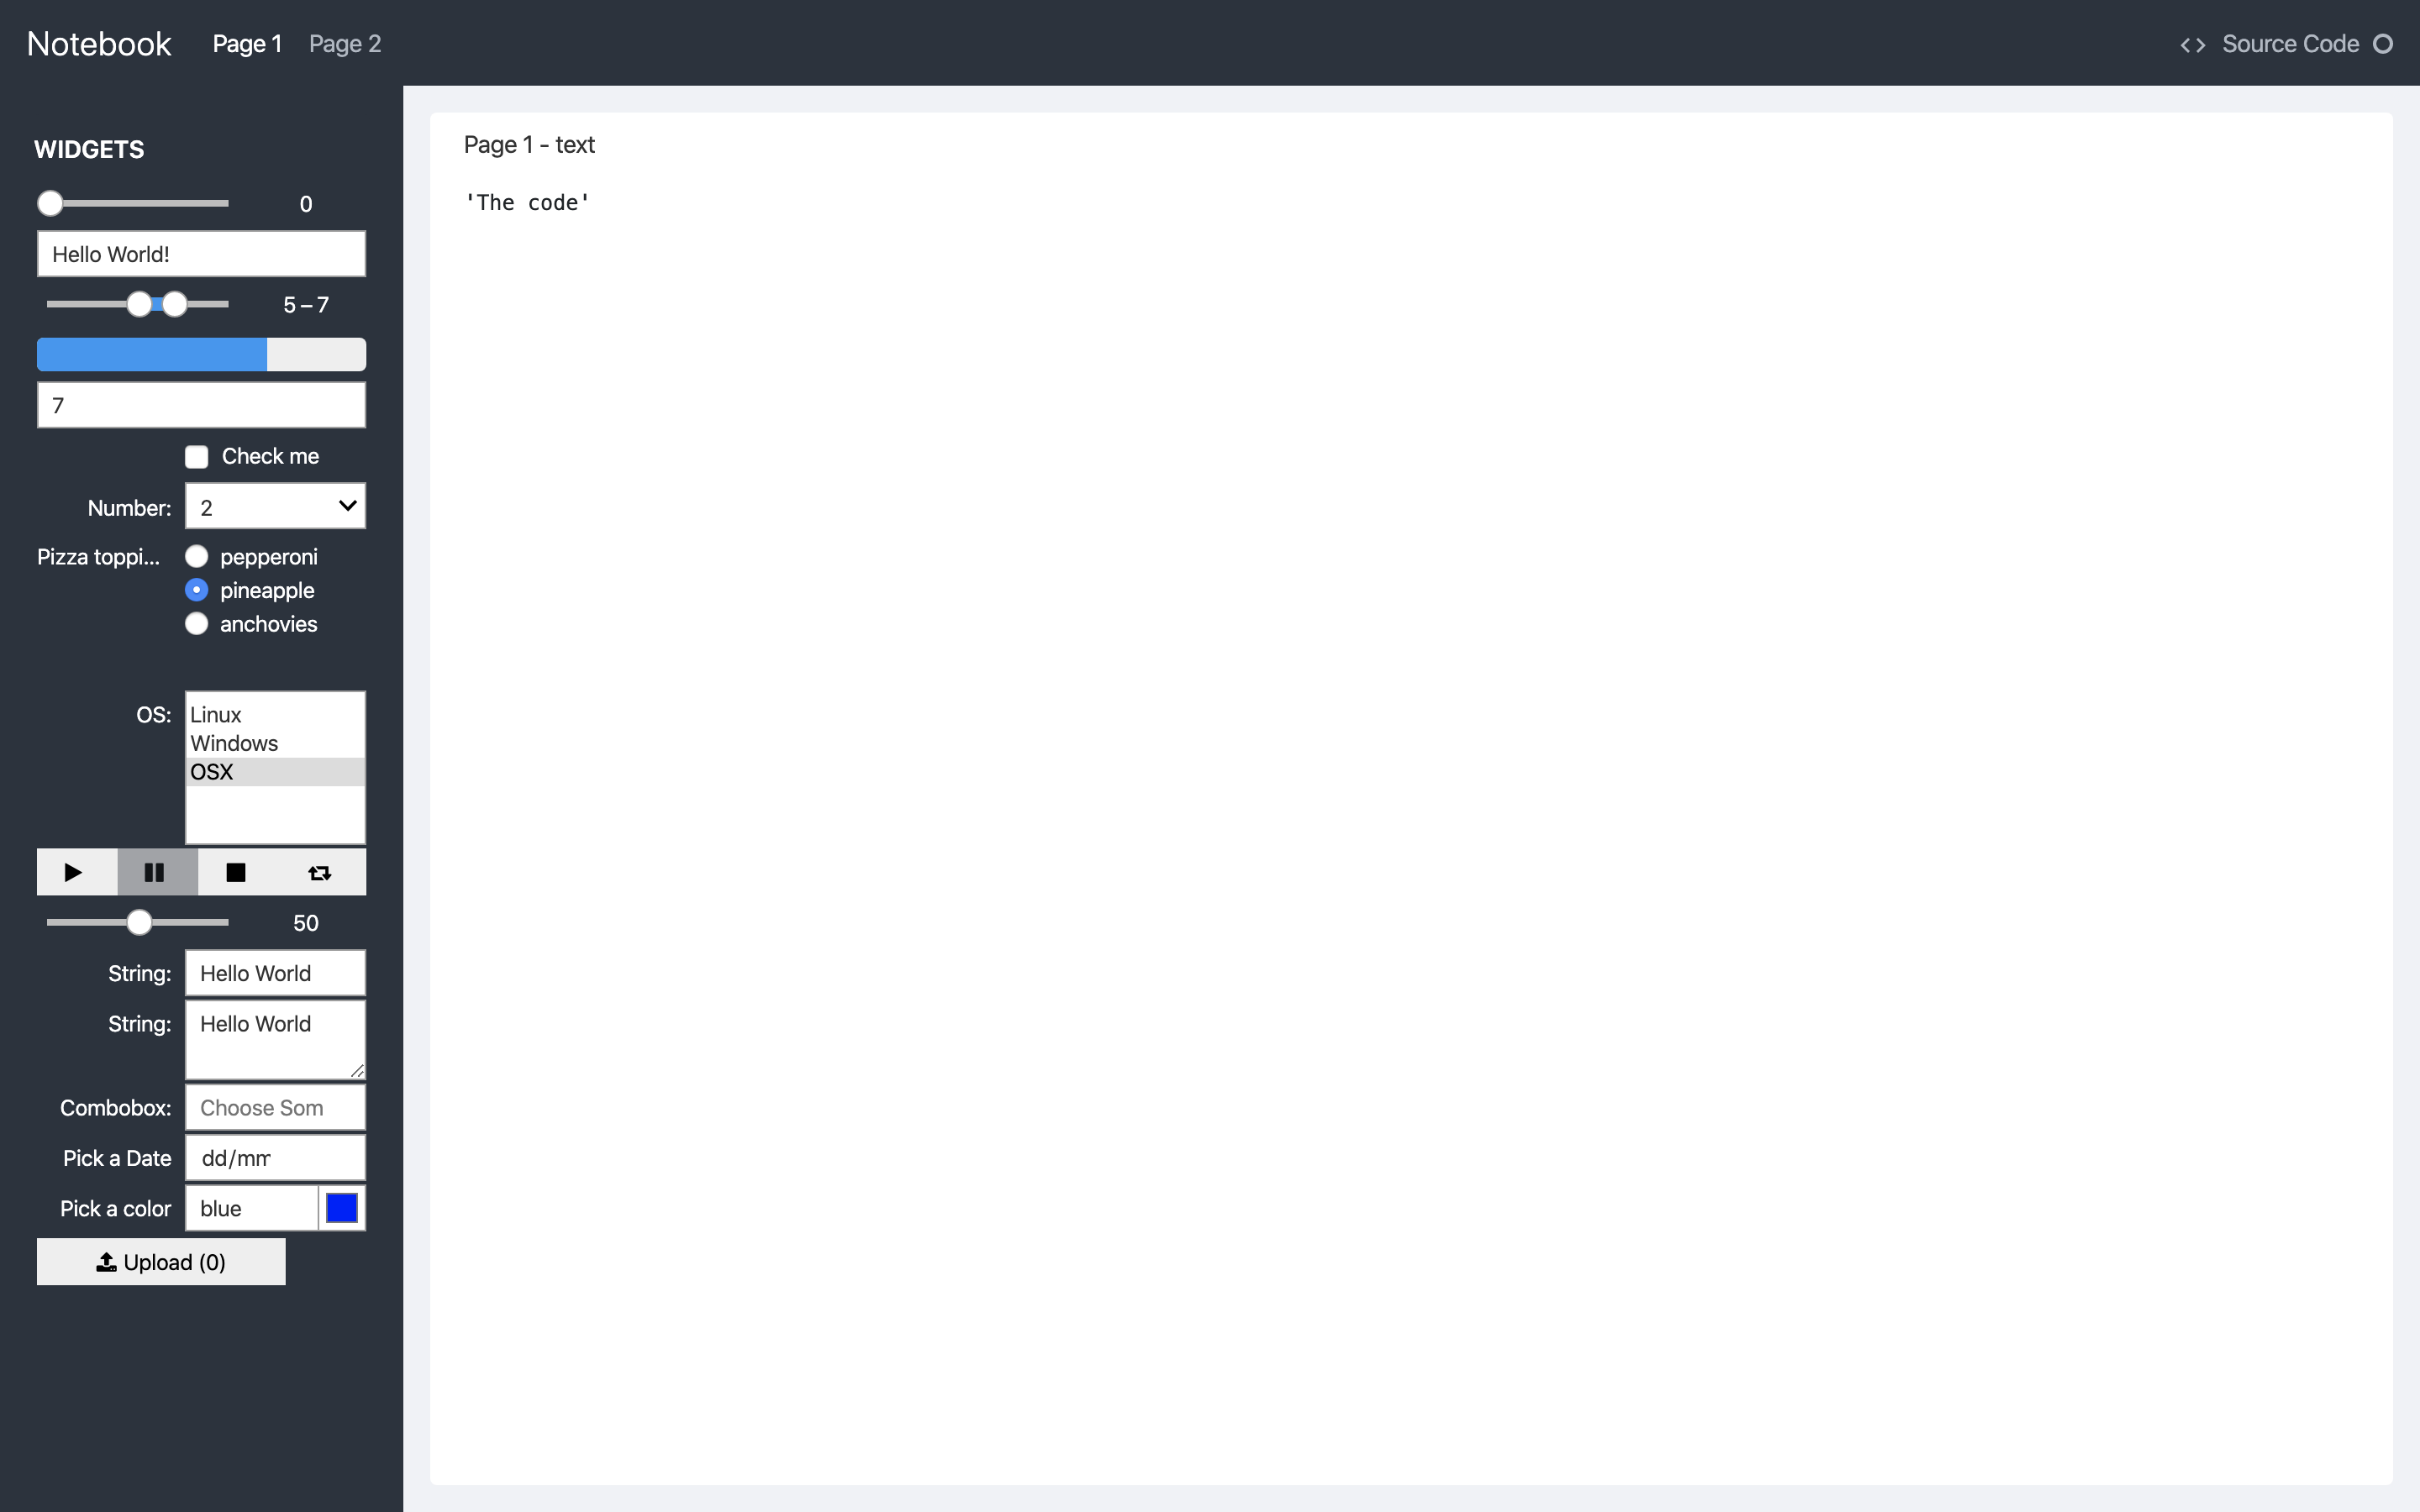 Notebook Page 1 Page 2 <> Source Code
WIDGETS
0
Hello World!
5 – 7
7
Check me
Number: 2
Pizza toppi... pepperoni
pineapple
anchovies
OS: Linux
Windows
OSX
50
String: Hello World
String: Hello World
Combobox: Choose Som
Pick a Date dd/mm
Pick a color blue
Upload (0)
Page 1 - text
'The code'